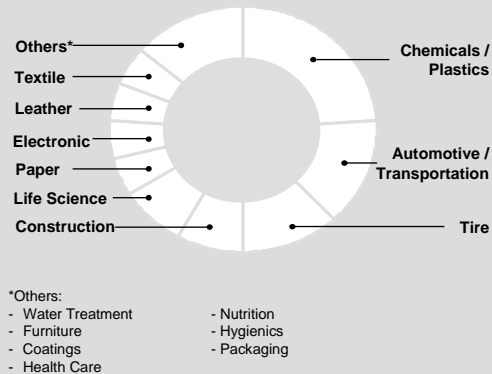 Others*
Textile
Leather
Electronic
Paper
Life Science
Construction
Chemicals /
Plastics
Automotive /
Transportation
Tire
*Others:
- Water Treatment
- Furniture
- Coatings
- Health Care
- Nutrition
- Hygienics
- Packaging